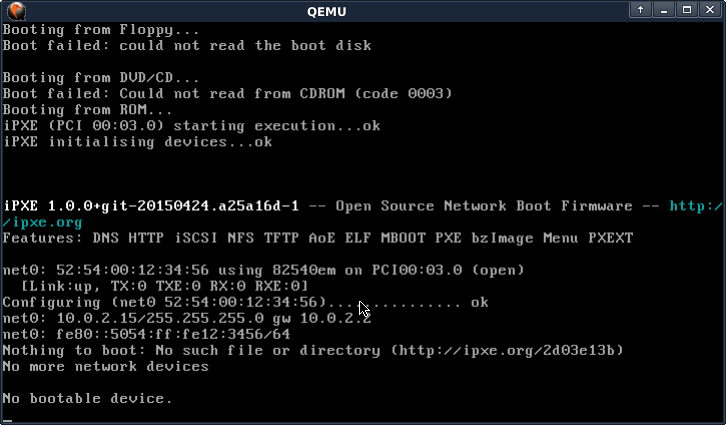 QEMU
Booting from Floppy...
Boot failed: could not read the boot disk
Booting from DVD/CD...
Boot failed: Could not read from CDROM (code 0003)
Booting from ROM...
iPXE (PCI 00:03.0) starting execution...ok
iPXE initialising devices...ok
iPXE 1.0.0+git-20150424.a25a16d-1 -- Open Source Network Boot Firmware -- http:/
/ipxe.org
Features: DNS HTTP iSCSI NFS TFTP AoE ELF MBOOT PXE bzImage Menu PXEXT
net0: 52:54:00:12:34:56 using 82540em on PCI00:03.0 (open)
[Link:up, TX:0 TXE:0 RX:0 RXE:0]
Configuring (net0 52:54:00:12:34:56)............... ok
net0: 10.0.2.15/255.255.255.0 gw 10.0.2.2
net0: fe80::5054:ff:fe12:3456/64
Nothing to boot: No such file or directory (http://ipxe.org/2d03e13b)
No more network devices
No bootable device.